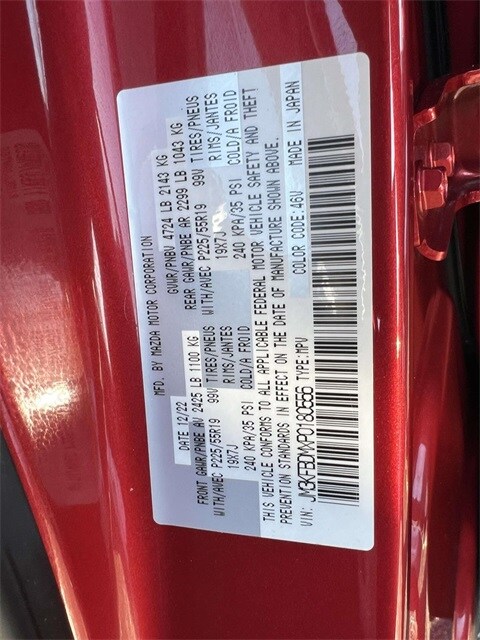 MFD. BY MAZDA MOTOR CORPORATION
DATE 12/22 GVWR/PNBV 4724 LB 2143 KG
FRONT GAWR/PNBE AV 2425 LB 1100 KG REAR GAWR/PNBE AR 2299 LB 1043 KG
WITH/AVEC P225/55R19 99V TIRES/PNEUS WITH/AVEC P225/55R19 99V TIRES/PNEUS
19X7J RIMS/JANTES 19X7J RIMS/JANTES
240 KPA/35 PSI COLD/A FROID 240 KPA/35 PSI COLD/A FROID
THIS VEHICLE CONFORMS TO ALL APPLICABLE FEDERAL MOTOR VEHICLE SAFETY AND THEFT
PREVENTION STANDARDS IN EFFECT ON THE DATE OF MANUFACTURE SHOWN ABOVE.
VIN: TYPE:MPV COLOR CODE:46V MADE IN JAPAN